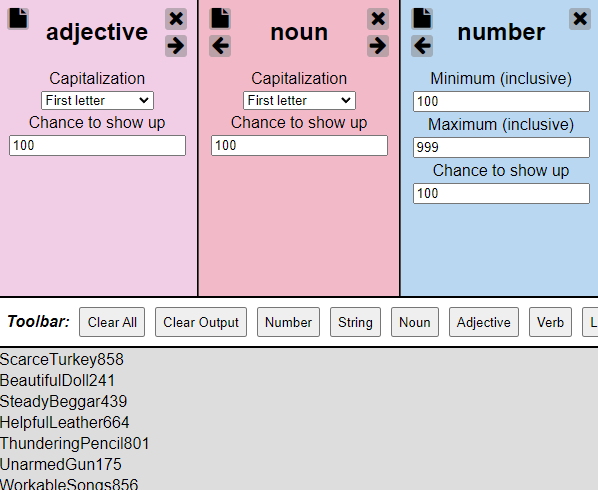 adjective
Capitalization
First letter
Chance to show up
100
noun
Capitalization
First letter
Chance to show up
100
number
Minimum (inclusive)
100
Maximum (inclusive)
999
Chance to show up
100
Toolbar: Clear All Clear Output Number String Noun Adjective Verb L
ScarceTurkey858
BeautifulDoll241
SteadyBeggar439
HelpfulLeather664
ThunderingPencil801
UnarmedGun175
WorkableSongs856